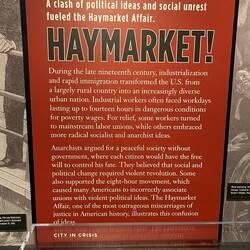 A clash of political ideas and social unrest
fueled the Haymarket Affair.
HAYMARKET!
During the late nineteenth century, industrialization
and rapid immigration transformed the U.S. from
a largely rural country into an increasingly diverse
urban nation. Industrial workers often faced workdays
lasting up to fourteen hours in dangerous conditions
for poverty wages. For relief, some workers turned
to mainstream labor unions, while others embraced
more radical socialist and anarchist ideas.
Anarchists argued for a peaceful society without
government, where each citizen would have the free
will to control his fate. They believed that social and
political change required violent revolution. Some
also supported the eight-hour movement, which
caused many Americans to incorrectly associate
unions with violent political ideas. The Haymarket
Affair, one of the most outrageous miscarriages of
justice in American history, illustrates this confusion
of ideas.
CITY IN CRISIS